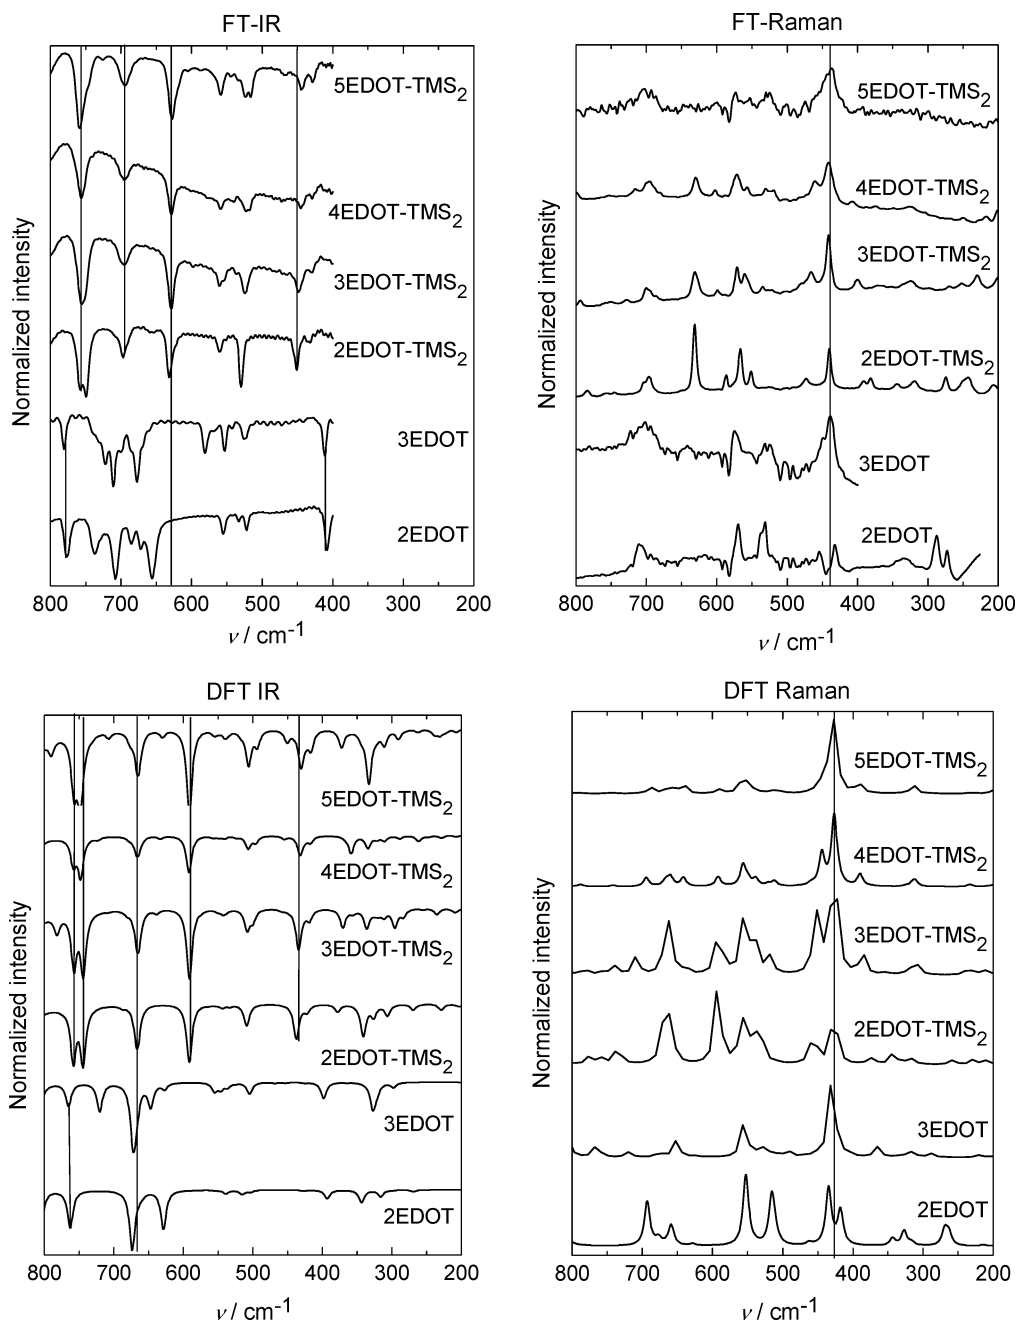 FT-IR
Normalized intensity
5EDOT-TMS2
4EDOT-TMS2
3EDOT-TMS2
2EDOT-TMS2
3EDOT
2EDOT
800 700 600 500 400 300 200
ν / cm-1
FT-Raman
Normalized intensity
5EDOT-TMS2
4EDOT-TMS2
3EDOT-TMS2
2EDOT-TMS2
3EDOT
2EDOT
800 700 600 500 400 300 200
ν / cm-1
DFT IR
Normalized intensity
5EDOT-TMS2
4EDOT-TMS2
3EDOT-TMS2
2EDOT-TMS2
3EDOT
2EDOT
800 700 600 500 400 300 200
ν / cm-1
DFT Raman
Normalized intensity
5EDOT-TMS2
4EDOT-TMS2
3EDOT-TMS2
2EDOT-TMS2
3EDOT
2EDOT
800 700 600 500 400 300 200
ν / cm-1